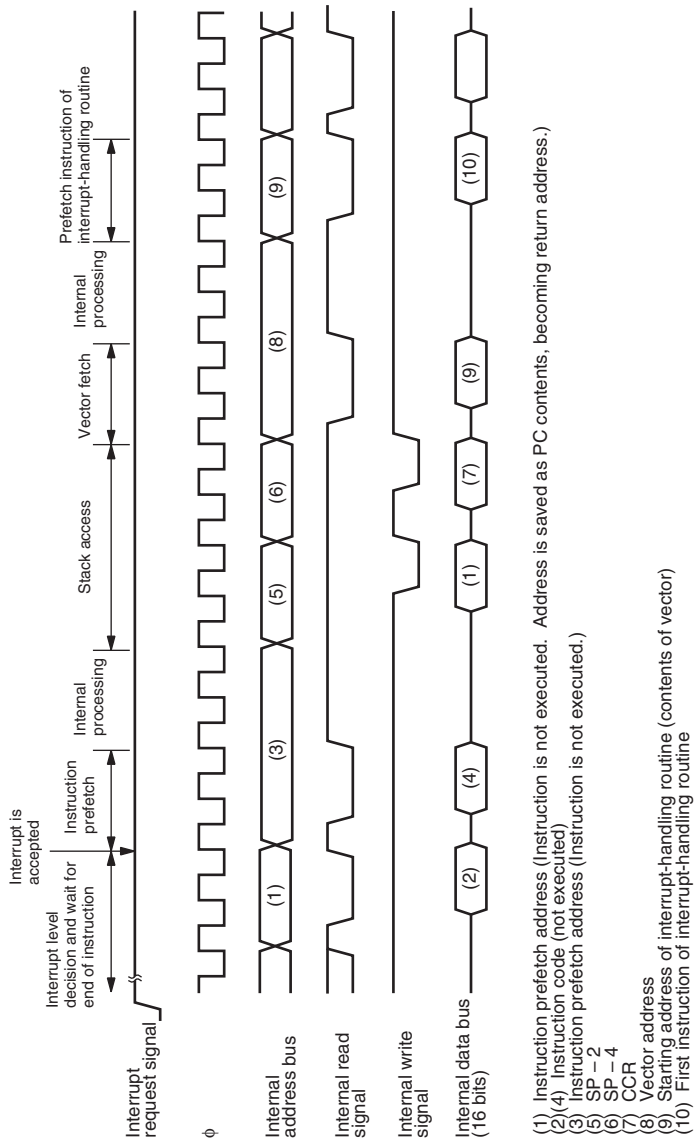 Interrupt is
accepted
Interrupt level
decision and wait for
end of instruction
Instruction
prefetch
Internal
processing
Stack access
Vector fetch
Internal
processing
Prefetch instruction of
interrupt-handling routine
Interrupt
request signal
φ
Internal
address bus
(1)
(3)
(5)
(6)
(8)
(9)
Internal read
signal
Internal write
signal
Internal data bus
(16 bits)
(2)
(4)
(1)
(7)
(9)
(10)
(1) Instruction prefetch address (Instruction is not executed. Address is saved as PC contents, becoming return address.)
(2)(4) Instruction code (not executed)
(3) Instruction prefetch address (Instruction is not executed.)
(5) SP – 2
(6) SP – 4
(7) CCR
(8) Vector address
(9) Starting address of interrupt-handling routine (contents of vector)
(10) First instruction of interrupt-handling routine